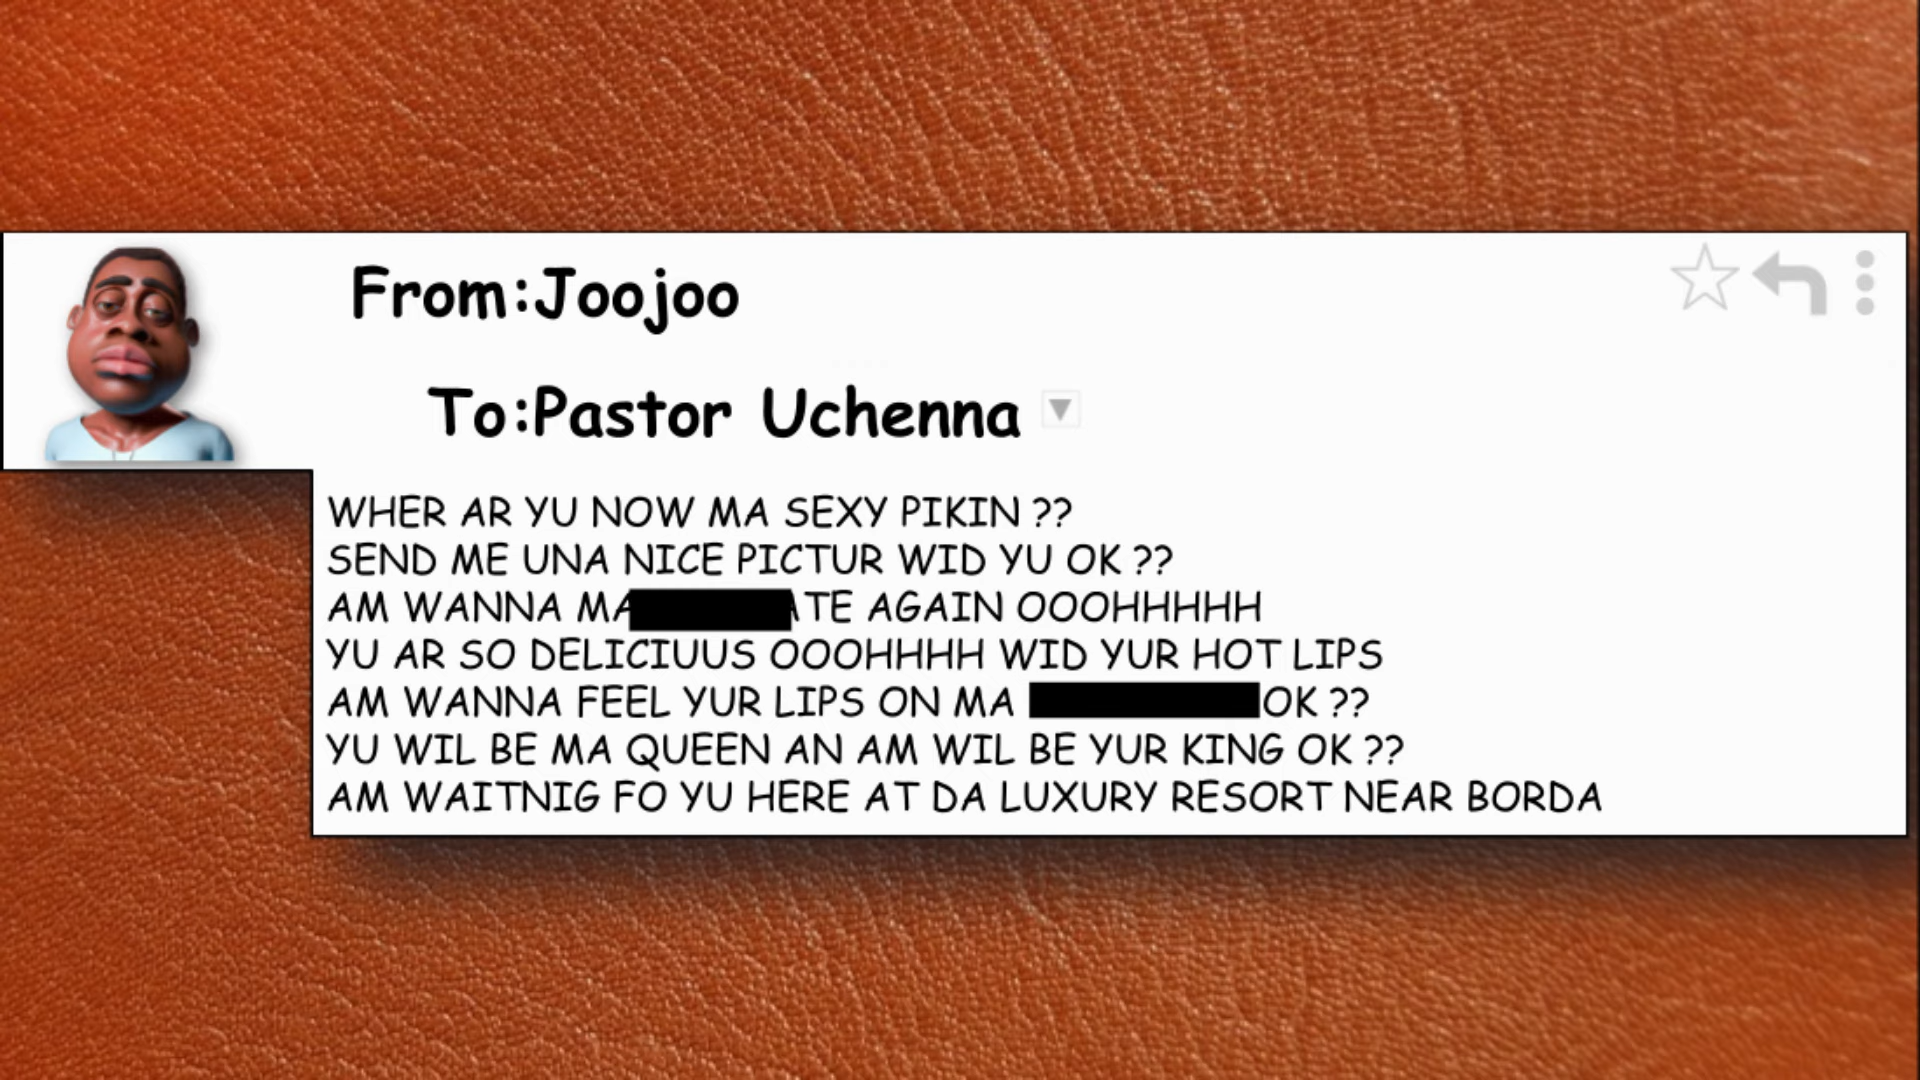 From:Joojoo
To:Pastor Uchenna
WHER AR YU NOW MA SEXY PIKIN ??
SEND ME UNA NICE PICTUR WID YU OK ??
AM WANNA AGAIN OOOHHHHH
YU AR SO DELICIUUS OOOHHHH WID YUR HOT LIPS
AM WANNA FEEL YUR LIPS ON MA OK ??
YU WIL BE MA QUEEN AN AM WIL BE YUR KING OK ??
AM WAITNIG FO YU HERE AT DA LUXURY RESORT NEAR BORDA